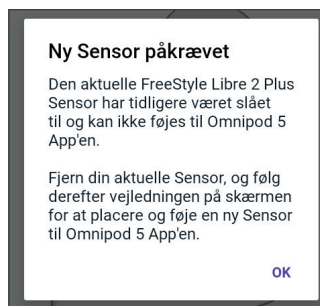 Ny Sensor påkrævet
Den aktuelle FreeStyle Libre 2 Plus
Sensor har tidligere været slået
til og kan ikke føjes til Omnipod 5
App'en.
Fjern din aktuelle Sensor, og følg
derefter vejledningen på skærmen
for at placere og føje en ny Sensor
til Omnipod 5 App'en.
OK